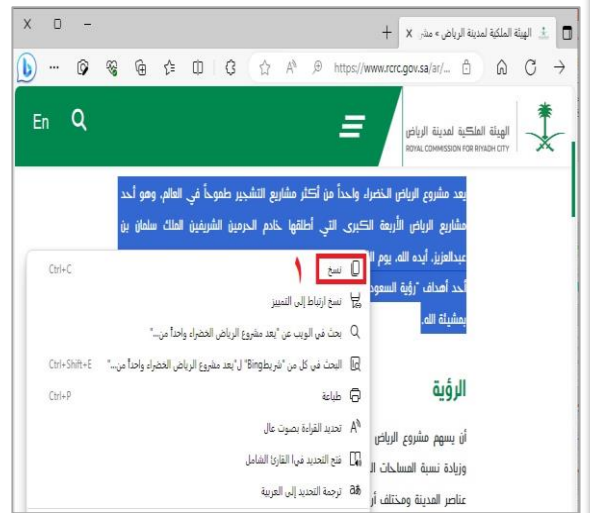 الهيئة الملكية لمدينة الرياض » مشر
https://www.rcrc.gov.sa/ar/...
En
الهيئة الملكية لمدينة الرياض
ROYAL COMMISSION FOR RIYADH CITY
يعد مشروع الرياض الخضراء واحداً من أكثر مشاريع التشجير طموحاً في العالم، وهو أحد
مشاريع الرياض الأربعة الكبرى التي أطلقها خادم الحرمين الشريفين الملك سلمان بن
عبدالعزيز، أيده الله، يوم
أحد أهداف "رؤية السعود
بمشيئة الله.
١
نسخ Ctrl+C
نسخ ارتباط إلى التمييز
بحث في الويب عن "يعد مشروع الرياض الخضراء واحداً من..."
البحث في كل من "شريطBing" ل"يعد مشروع الرياض الخضراء واحداً من..." Ctrl+Shift+E
طباعة Ctrl+P
تحديد القراءة بصوت عال
فتح التحديد في القارئ الشامل
ترجمة التحديد إلى العربية
الرؤية
أن يسهم مشروع الرياض
وزيادة نسبة المساحات ال
عناصر المدينة ومختلف أر